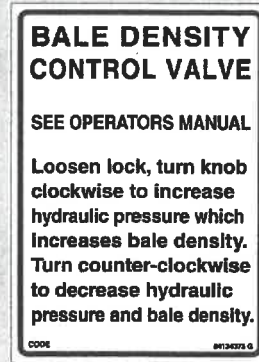 BALE DENSITY
CONTROL VALVE
SEE OPERATORS MANUAL
Loosen lock, turn knob
clockwise to increase
hydraulic pressure which
increases bale density.
Turn counter-clockwise
to decrease hydraulic
pressure and bale density.
CODE